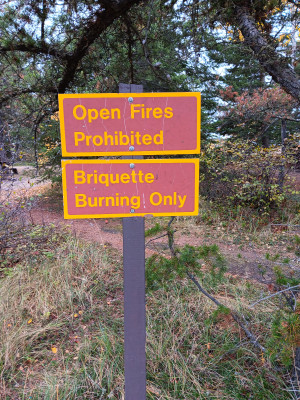 Open Fires
Prohibited
Briquette
Burning Only